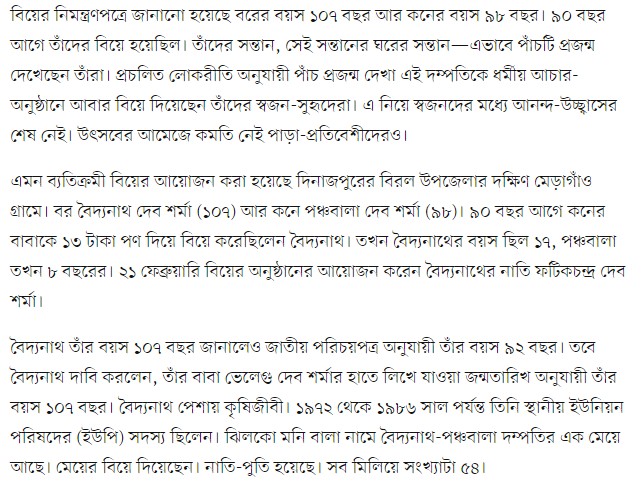 বিয়ের নিমন্ত্রণপত্রে জানানো হয়েছে বরের বয়স ১০৭ বছর আর কনের বয়স ৯৮ বছর। ৯০ বছর
আগে তাঁদের বিয়ে হয়েছিল। তাঁদের সন্তান, সেই সন্তানের ঘরের সন্তান—এভাবে পাঁচটি প্রজন্ম
দেখেছেন তাঁরা। প্রচলিত লোকরীতি অনুযায়ী পাঁচ প্রজন্ম দেখা এই দম্পতিকে ধর্মীয় আচার-
অনুষ্ঠানে আবার বিয়ে দিয়েছেন তাঁদের স্বজন-সুহৃদেরা। এ নিয়ে স্বজনদের মধ্যে আনন্দ-উচ্ছ্বাসের
শেষ নেই। উৎসবের আমেজে কমতি নেই পাড়া-প্রতিবেশীদেরও।
এমন ব্যতিক্রমী বিয়ের আয়োজন করা হয়েছে দিনাজপুরের বিরল উপজেলার দক্ষিণ মেড়াগাঁও
গ্রামে। বর বৈদ্যনাথ দেব শর্মা (১০৭) আর কনে পঞ্চবালা দেব শর্মা (৯৮)। ৯০ বছর আগে কনের
বাবাকে ১৩ টাকা পণ দিয়ে বিয়ে করেছিলেন বৈদ্যনাথ। তখন বৈদ্যনাথের বয়স ছিল ১৭, পঞ্চবালা
তখন ৮ বছরের। ২১ ফেব্রুয়ারি বিয়ের অনুষ্ঠানের আয়োজন করেন বৈদ্যনাথের নাতি ফটিকচন্দ্র দেব
শর্মা।
বৈদ্যনাথ তাঁর বয়স ১০৭ বছর জানালেও জাতীয় পরিচয়পত্র অনুযায়ী তাঁর বয়স ৯২ বছর। তবে
বৈদ্যনাথ দাবি করলেন, তাঁর বাবা ভেলেগু দেব শর্মার হাতে লিখে যাওয়া জন্মতারিখ অনুযায়ী তাঁর
বয়স ১০৭ বছর। বৈদ্যনাথ পেশায় কৃষিজীবী। ১৯৭২ থেকে ১৯৮৬ সাল পর্যন্ত তিনি স্থানীয় ইউনিয়ন
পরিষদের (ইউপি) সদস্য ছিলেন। ঝিলকো মনি বালা নামে বৈদ্যনাথ-পঞ্চবালা দম্পতির এক মেয়ে
আছে। মেয়ের বিয়ে দিয়েছেন। নাতি-পুতি হয়েছে। সব মিলিয়ে সংখ্যাটা ৫৪।